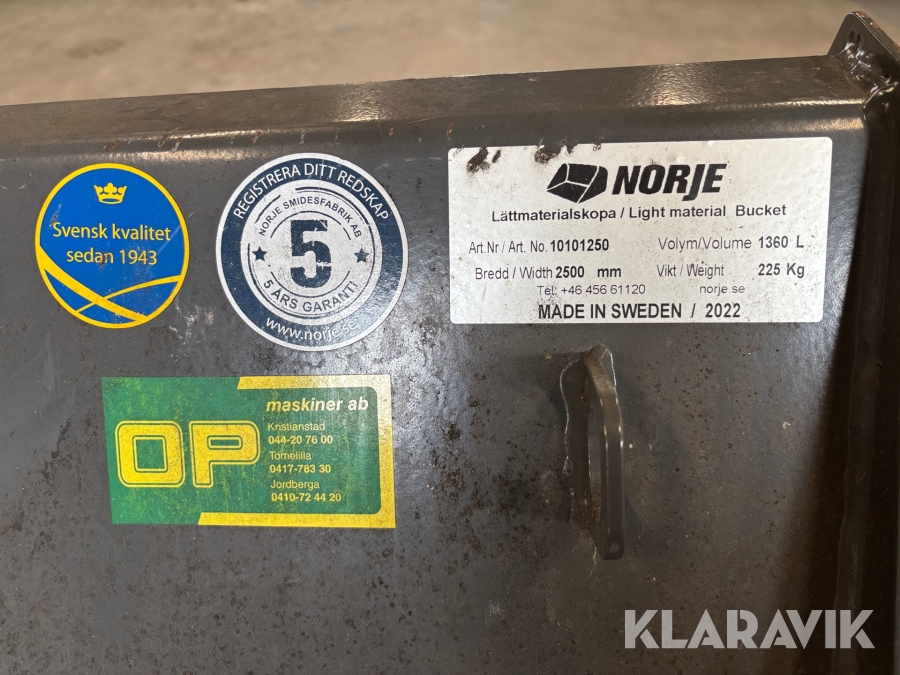 Svensk kvalitet
sedan 1943
REGISTRERA DITT REDSKAP
NORJE SMIDESFABRIK AB
5
5 ÅRS GARANTI
www.norje.se
NORJE
Lättmaterialskopa / Light material Bucket
Art.Nr / Art. No. 10101250 Volym/Volume 1360 L
Bredd / Width 2500 mm Vikt / Weight 225 Kg
Tel: +46 456 61120 norje.se
MADE IN SWEDEN / 2022
OP
maskiner ab
Kristianstad
044-20 76 00
Tomelilla
0417-783 30
Jordberga
0410-72 44 20
KLARAVIK